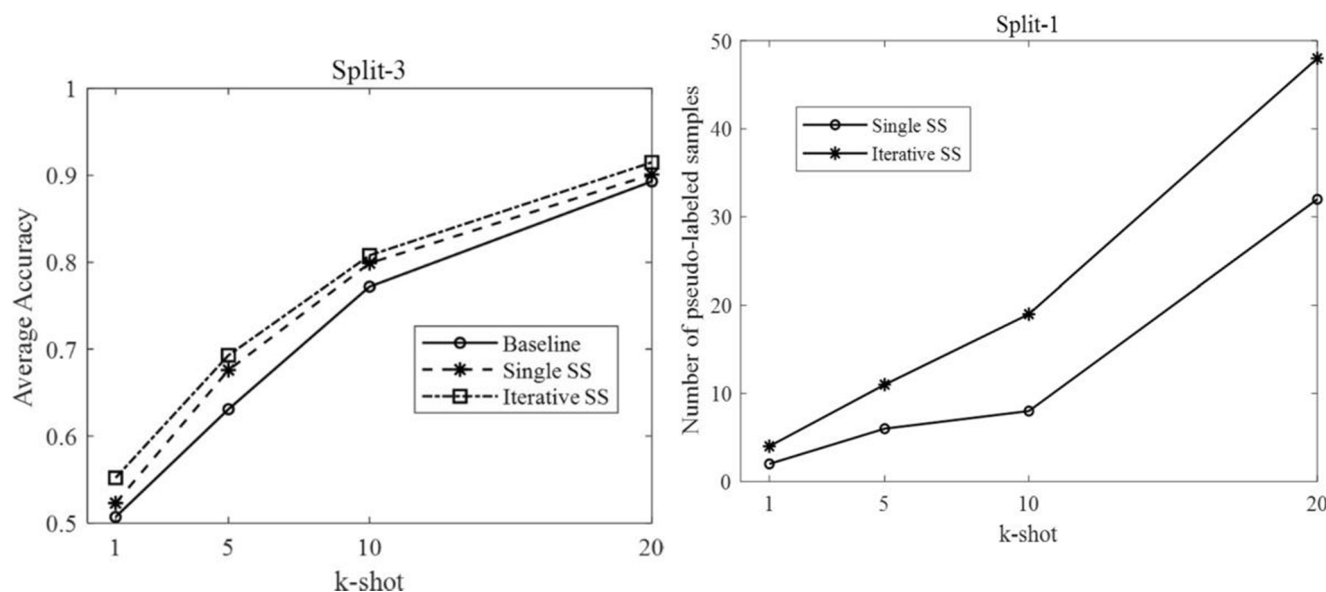 Split-3
Average Accuracy
1
0.9
0.8
0.7
0.6
0.5
Baseline
Single SS
Iterative SS
1 5 10 20
k-shot
Split-1
Number of pseudo-labeled samples
50
40
30
20
10
0
Single SS
Iterative SS
1 5 10 20
k-shot